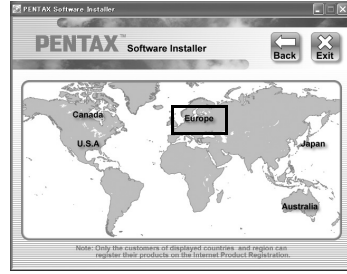 PENTAX Software Installer
PENTAX™ Software Installer
Back
Exit
Canada
Europe
U.S.A
Japan
Australia
Note: Only the customers of displayed countries and region can
register their products on the Internet Product Registration.